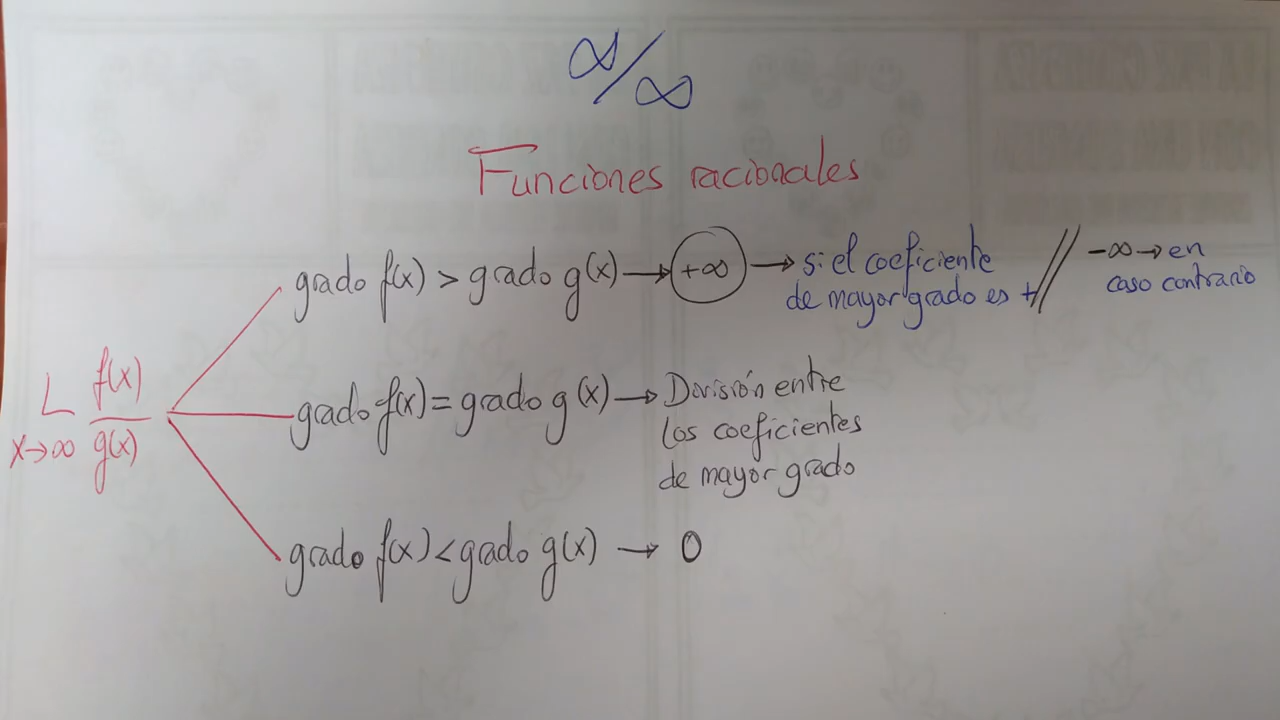 ∞/∞
Funciones racionales
grado f(x) > grado g(x) → +∞ → si el coeficiente
de mayor grado es + // -∞ → en
caso contrario
L f(x)
x→∞ g(x)
grado f(x) = grado g(x) → División entre
los coeficientes
de mayor grado
grado f(x) < grado g(x) → 0